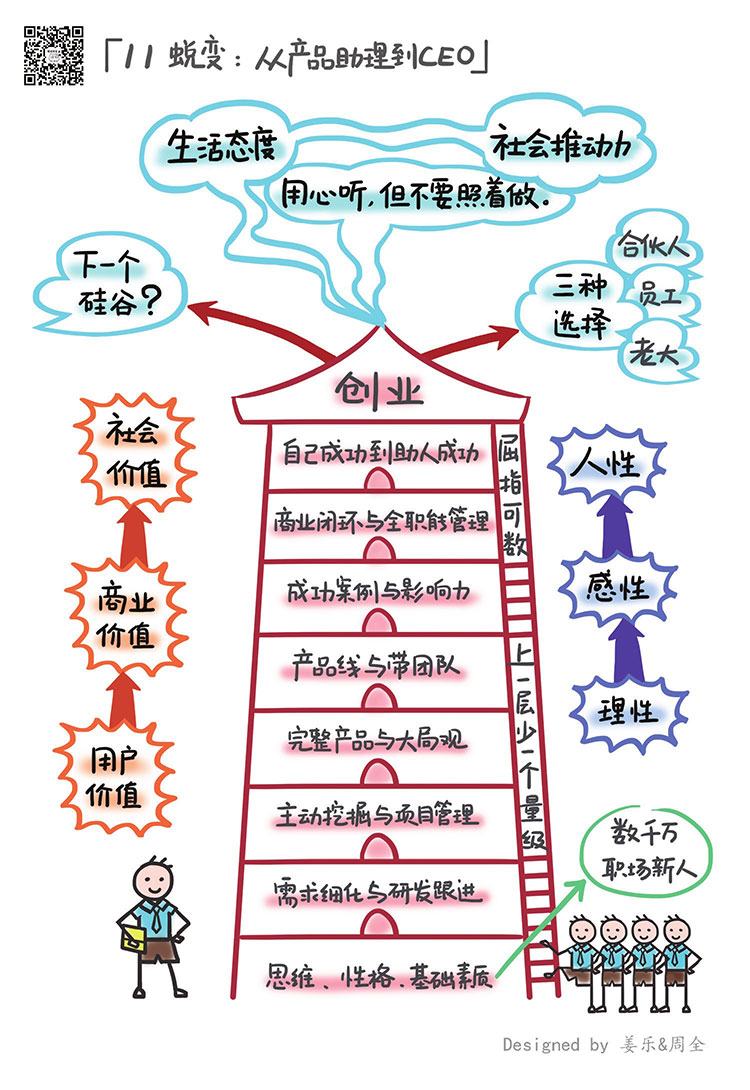 「11 蜕变：从产品助理到CEO」
生活态度
社会推动力
用心听，但不要照着做。
下一个
硅谷？
三种
选择
合伙人
员工
老大
创业
自己成功到助人成功
商业闭环与全职能管理
成功案例与影响力
产品线与带团队
完整产品与大局观
主动挖掘与项目管理
需求细化与研发跟进
思维、性格、基础素质
屈指可数
上一层少一个量级
社会
价值
商业
价值
用户
价值
人性
感性
理性
数千万
职场新人
Designed by 姜乐&周全